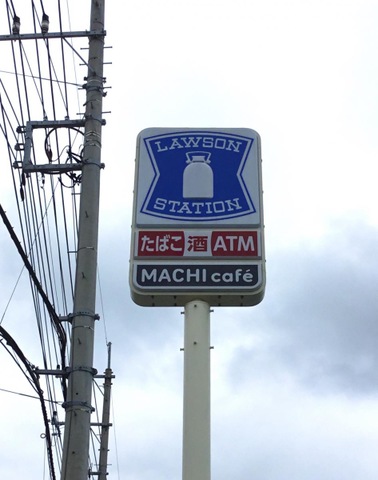 LAWSON
STATION
たばこ 酒 ATM
MACHI café